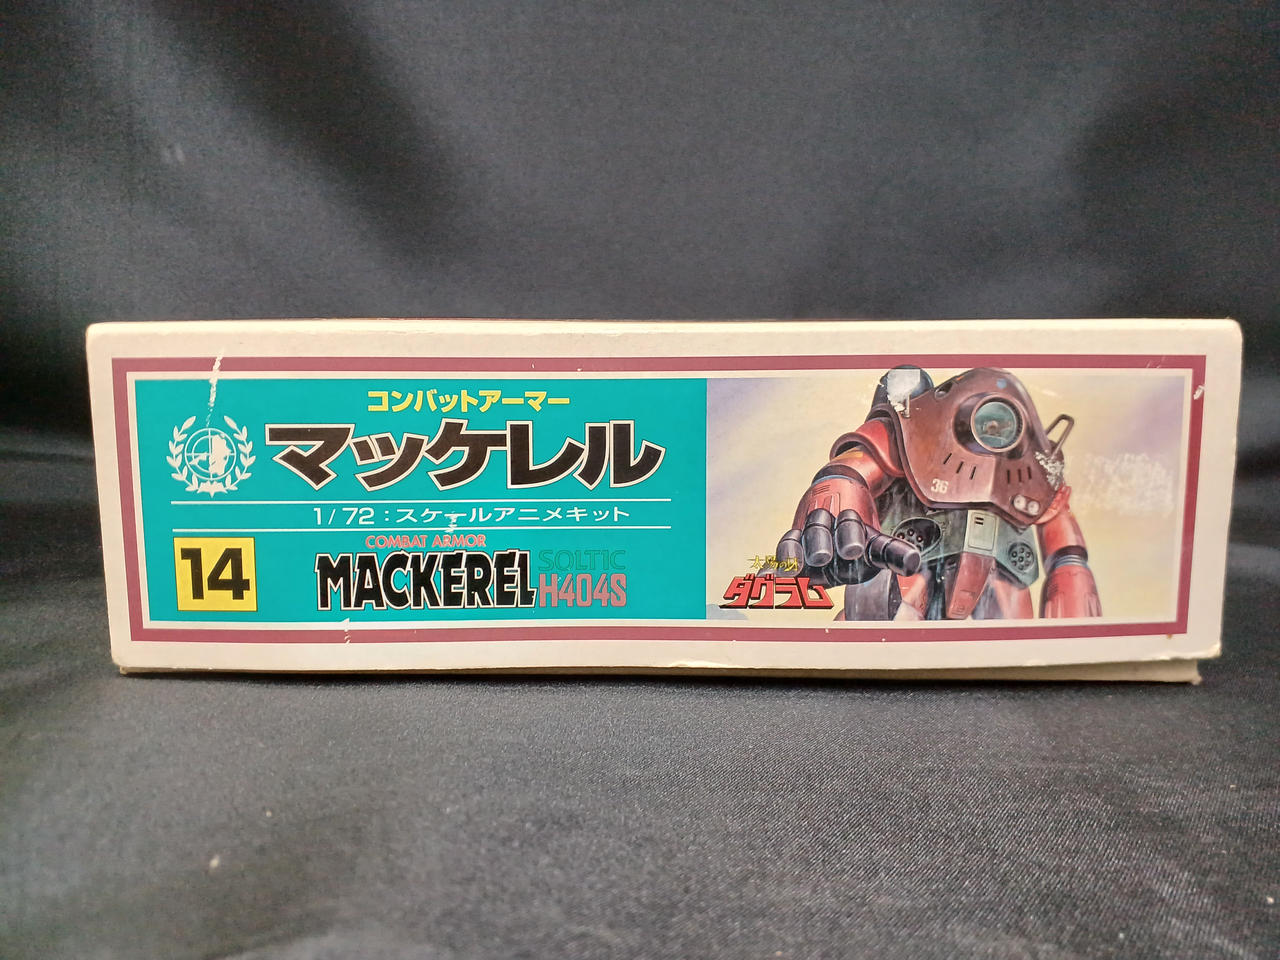 コンバットアーマー
マッケレル
1/72:スケールアニメキット
14
COMBAT ARMOR
MACKEREL
SOLTIC
H404S
36
太陽の牙
ダグラム